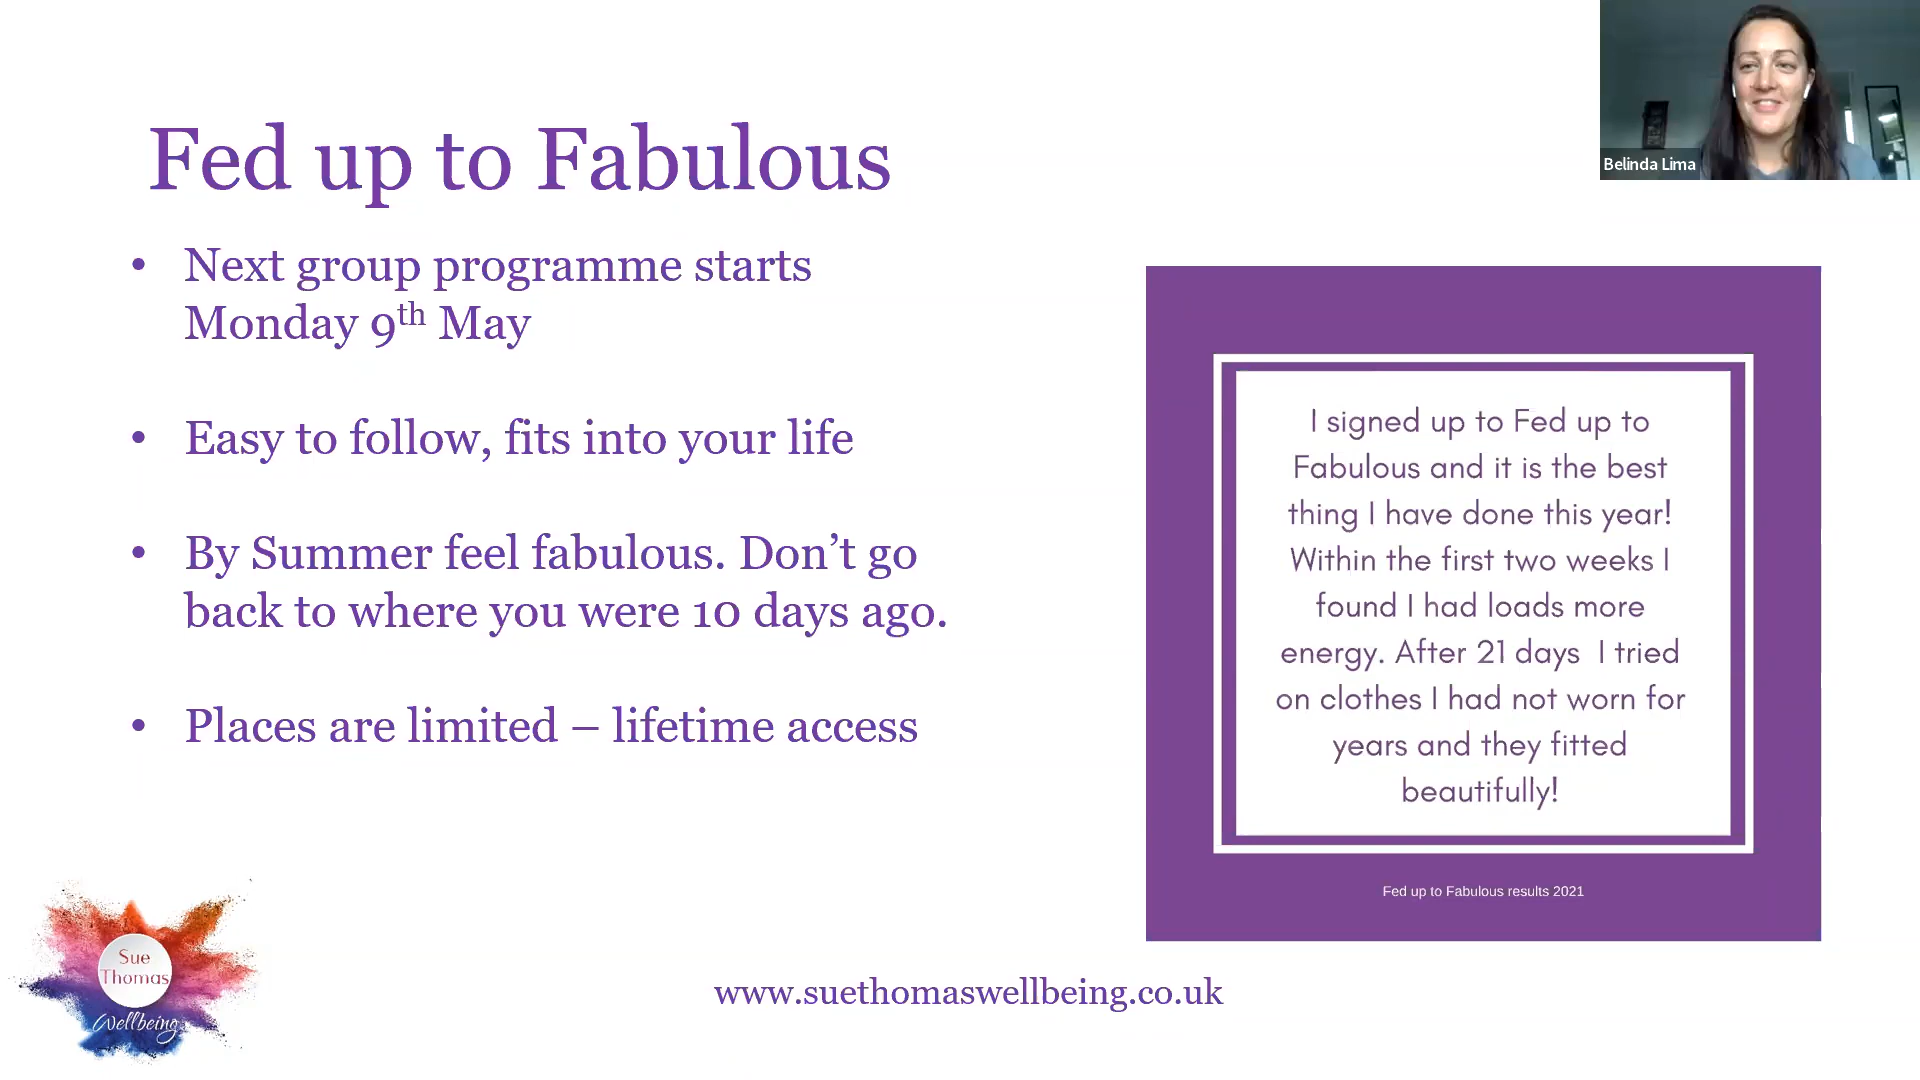 Fed up to Fabulous
• Next group programme starts
Monday 9th May
• Easy to follow, fits into your life
• By Summer feel fabulous. Don’t go
back to where you were 10 days ago.
• Places are limited – lifetime access
Belinda Lima
I signed up to Fed up to
Fabulous and it is the best
thing I have done this year!
Within the first two weeks I
found I had loads more
energy. After 21 days I tried
on clothes I had not worn for
years and they fitted
beautifully!
Fed up to Fabulous results 2021
Sue
Thomas
Wellbeing
www.suethomaswellbeing.co.uk